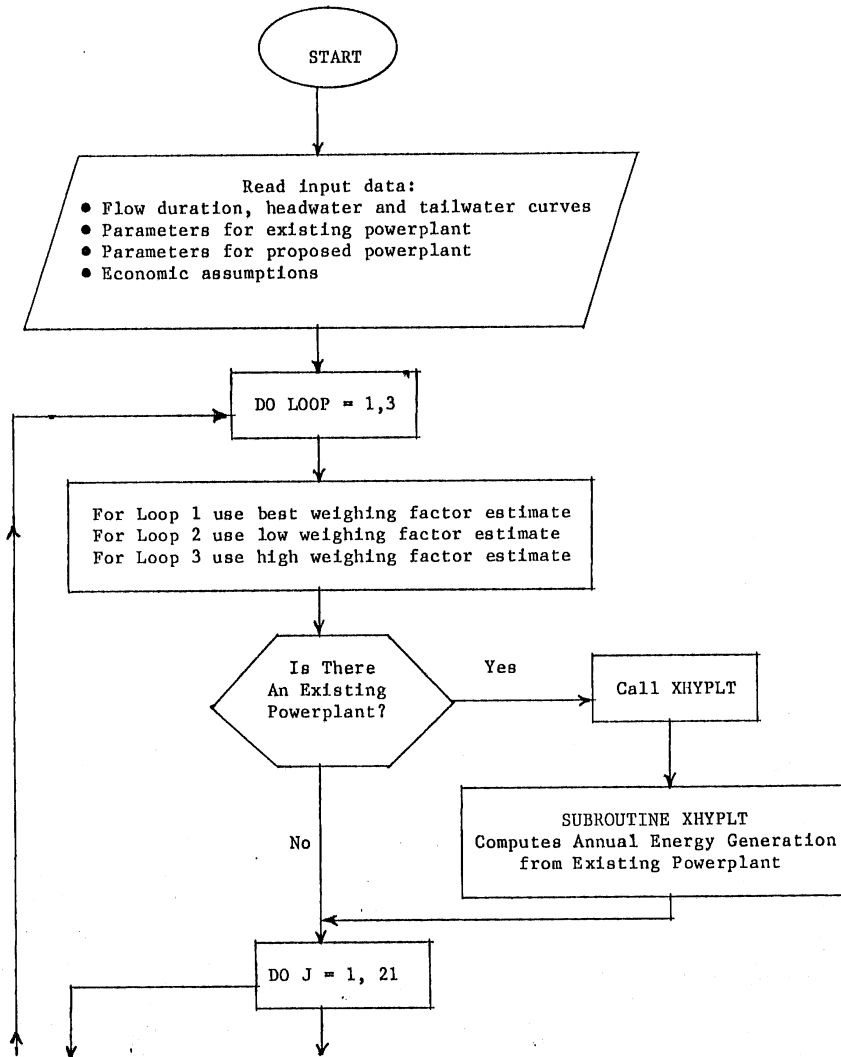 START
Read input data:
● Flow duration, headwater and tailwater curves
● Parameters for existing powerplant
● Parameters for proposed powerplant
● Economic assumptions
DO LOOP = 1,3
For Loop 1 use best weighing factor estimate
For Loop 2 use low weighing factor estimate
For Loop 3 use high weighing factor estimate
Is There
An Existing
Powerplant?
Yes
Call XHYPLT
SUBROUTINE XHYPLT
Computes Annual Energy Generation
from Existing Powerplant
No
DO J = 1, 21